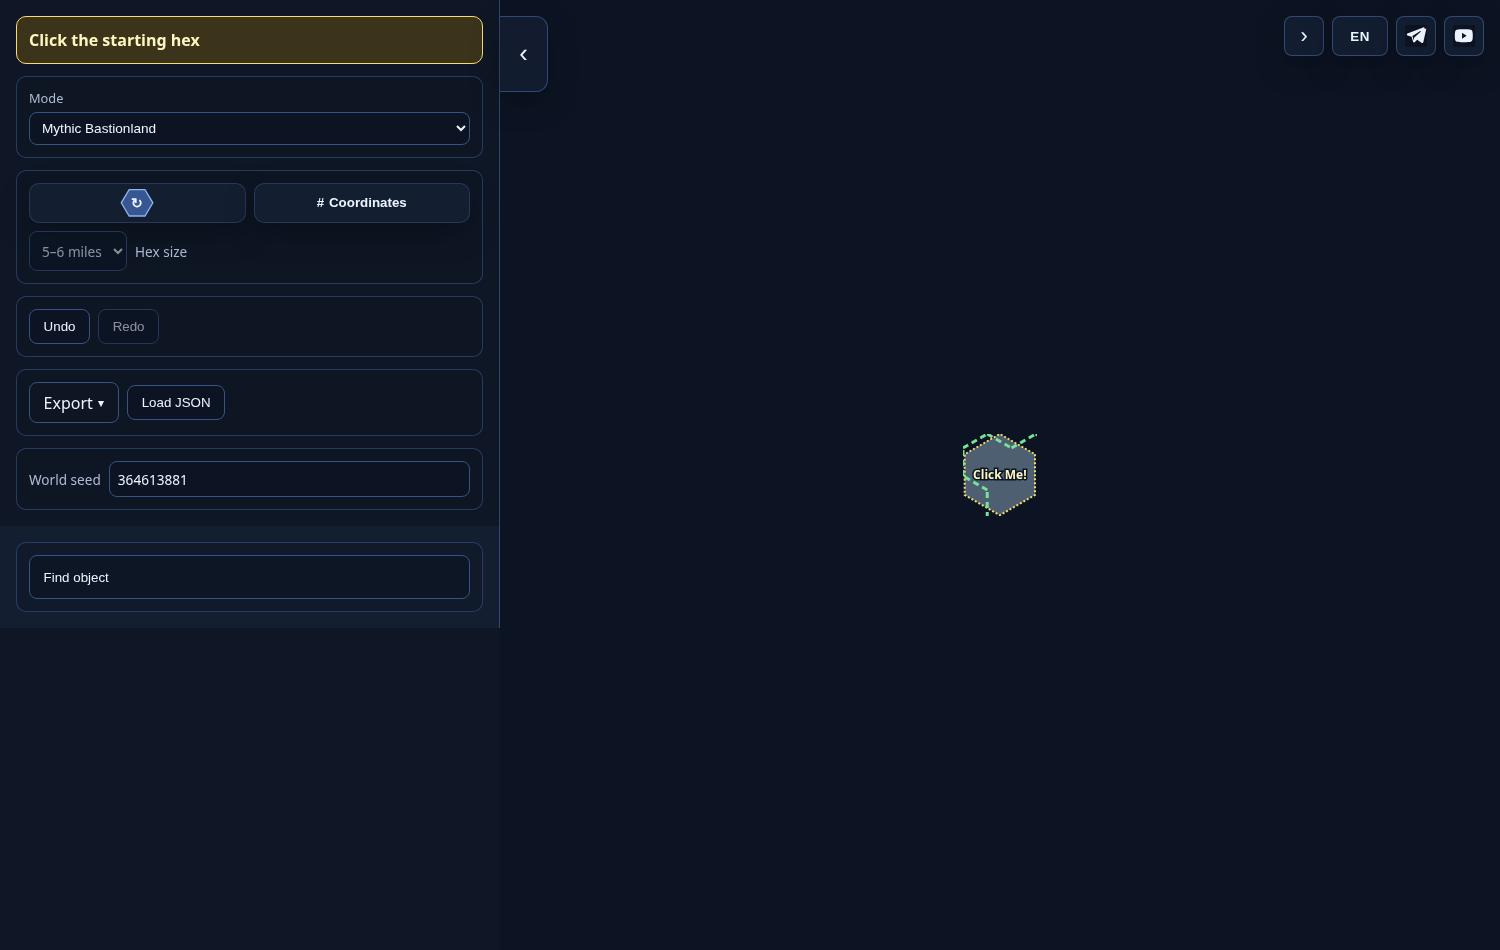 Click the starting hex
Mode
Mythic Bastionland
# Coordinates
5–6 miles
Hex size
Undo
Redo
Export ▾
Load JSON
World seed
364613881
Find object
EN
Click Me!